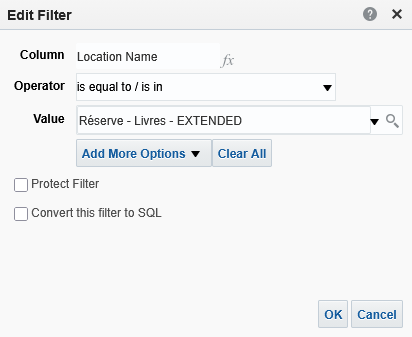 Edit Filter
Column Location Name fx
Operator is equal to / is in
Value Réserve - Livres - EXTENDED
Add More Options Clear All
Protect Filter
Convert this filter to SQL
OK Cancel